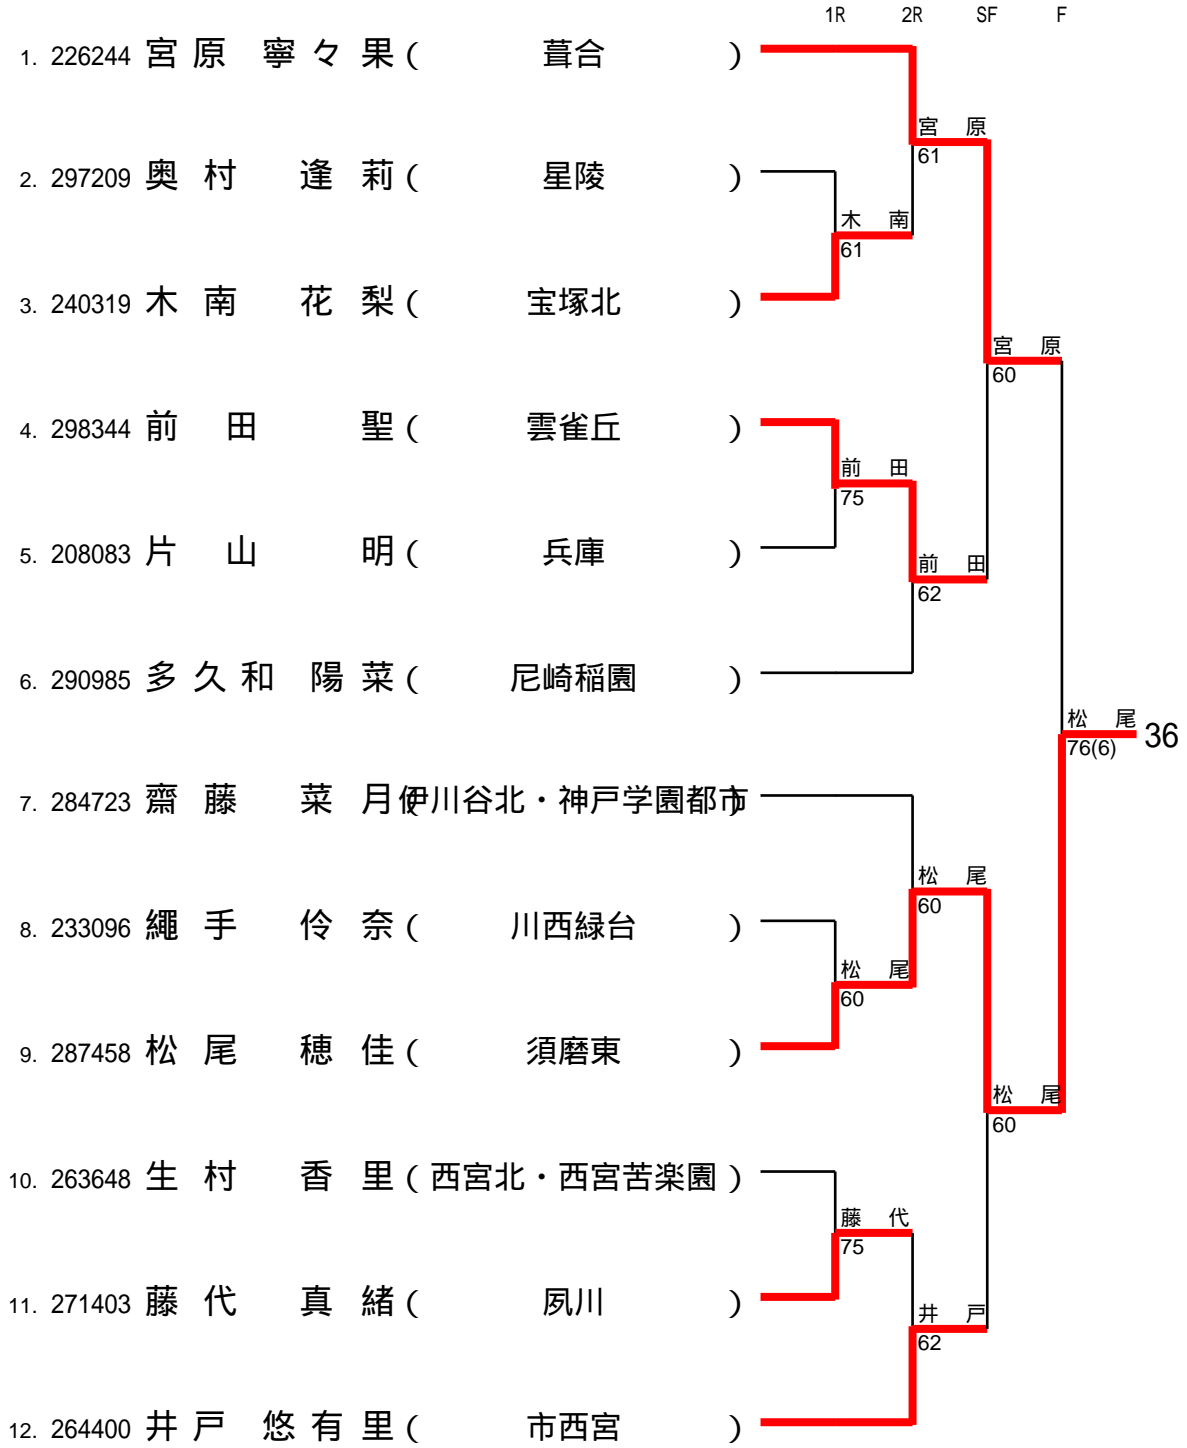 1R 2R SF F
1. 226244 宮原 寧々果 ( 葺合 )
宮原
61
2. 297209 奥村 逢莉 ( 星陵 )
木南
61
3. 240319 木南 花梨 ( 宝塚北 )
宮原
60
4. 298344 前田 聖 ( 雲雀丘 )
前田
75
5. 208083 片山 明 ( 兵庫 )
前田
62
6. 290985 多久和 陽菜 ( 尼崎稲園 )
松尾
76(6)
36
7. 284723 齋藤 菜月 ( 伊川谷北・神戸学園都市 )
松尾
60
8. 233096 繩手 伶奈 ( 川西緑台 )
松尾
60
9. 287458 松尾 穂佳 ( 須磨東 )
松尾
60
10. 263648 生村 香里 ( 西宮北・西宮苦楽園 )
藤代
75
11. 271403 藤代 真緒 ( 夙川 )
井戸
62
12. 264400 井戸 悠有里 ( 市西宮 )